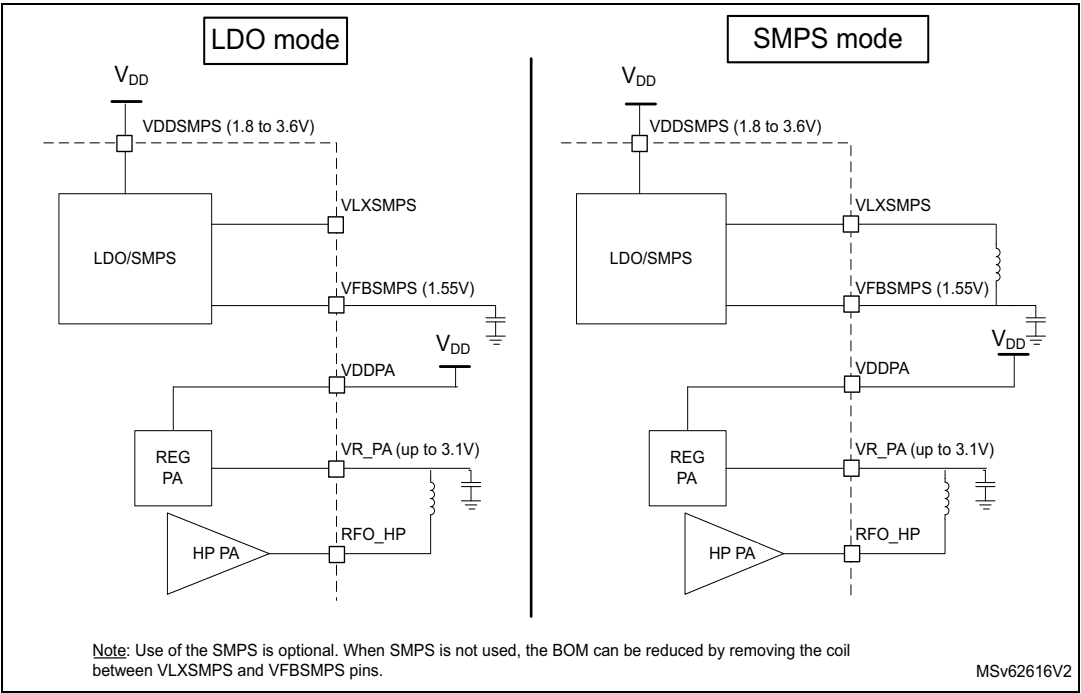 LDO mode
VDD
VDDSMPS (1.8 to 3.6V)
VLXSMPS
LDO/SMPS
VFBSMPS (1.55V)
VDD
VDDPA
REG
PA
VR_PA (up to 3.1V)
HP PA
RFO_HP
SMPS mode
VDD
VDDSMPS (1.8 to 3.6V)
VLXSMPS
LDO/SMPS
VFBSMPS (1.55V)
VDD
VDDPA
REG
PA
VR_PA (up to 3.1V)
HP PA
RFO_HP
Note: Use of the SMPS is optional. When SMPS is not used, the BOM can be reduced by removing the coil
between VLXSMPS and VFBSMPS pins.
MSv62616V2